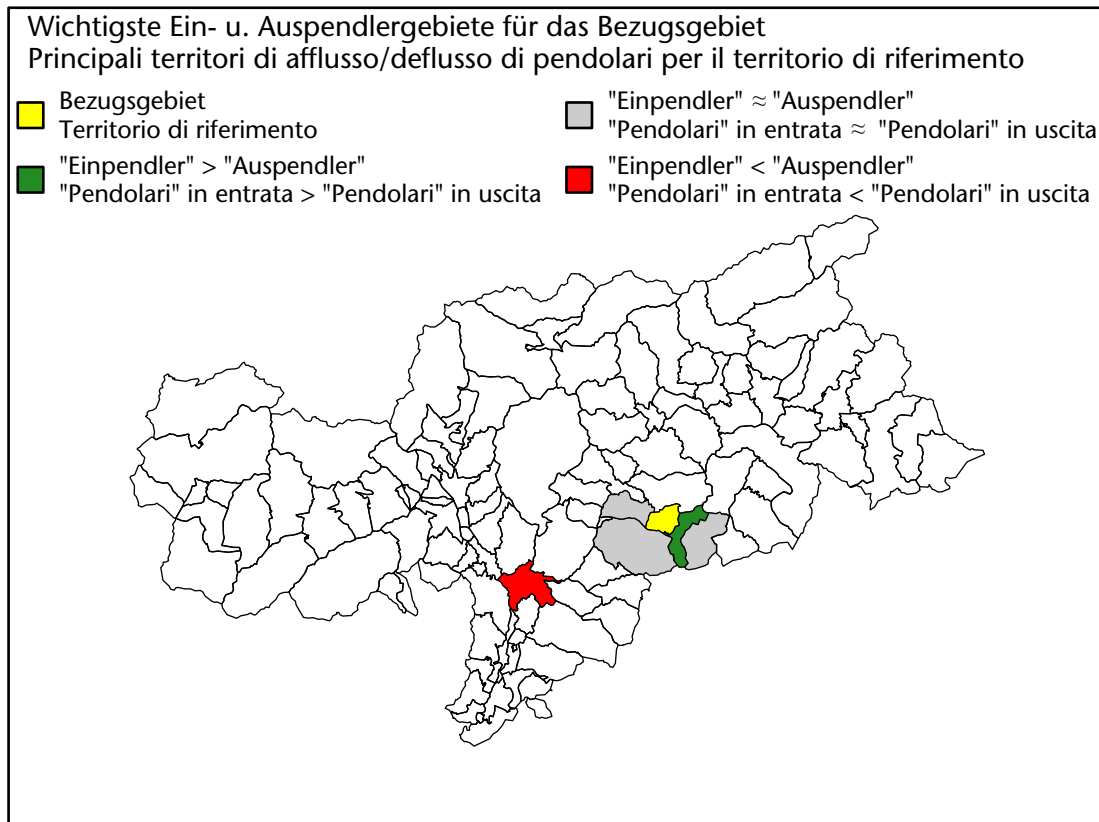 Wichtigste Ein- u. Auspendlergebiete für das Bezugsgebiet
Principali territori di afflusso/deflusso di pendolari per il territorio di riferimento
Bezugsgebiet
Territorio di riferimento
"Einpendler" > "Auspendler"
"Pendolari" in entrata > "Pendolari" in uscita
"Einpendler" ≈ "Auspendler"
"Pendolari" in entrata ≈ "Pendolari" in uscita
"Einpendler" < "Auspendler"
"Pendolari" in entrata < "Pendolari" in uscita